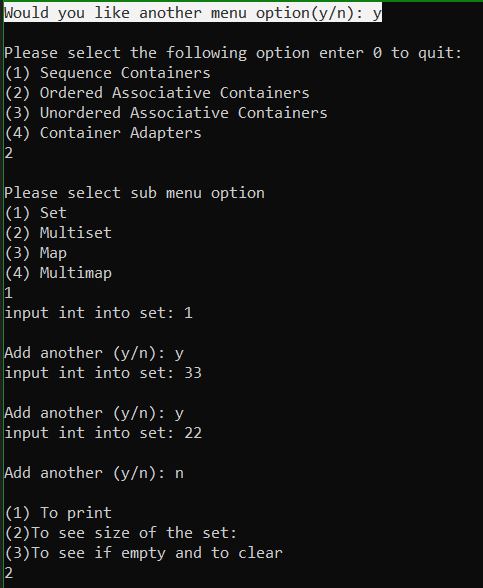 Would you like another menu option(y/n): y
Please select the following option enter 0 to quit:
(1) Sequence Containers
(2) Ordered Associative Containers
(3) Unordered Associative Containers
(4) Container Adapters
2
Please select sub menu option
(1) Set
(2) Multiset
(3) Map
(4) Multimap
1
input int into set: 1
Add another (y/n): y
input int into set: 33
Add another (y/n): y
input int into set: 22
Add another (y/n): n
(1) To print
(2)To see size of the set:
(3)To see if empty and to clear
2